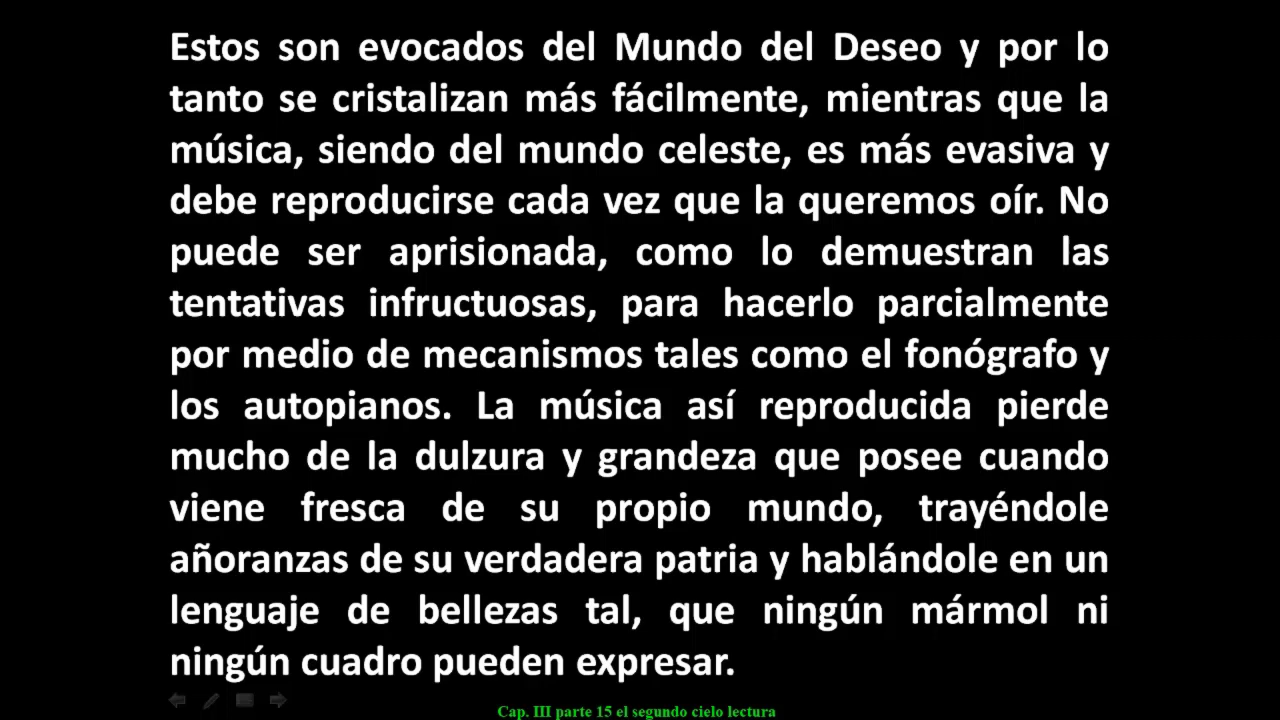 Estos son evocados del Mundo del Deseo y por lo
tanto se cristalizan más fácilmente, mientras que la
música, siendo del mundo celeste, es más evasiva y
debe reproducirse cada vez que la queremos oír. No
puede ser aprisionada, como lo demuestran las
tentativas infructuosas, para hacerlo parcialmente
por medio de mecanismos tales como el fonógrafo y
los autopianos. La música así reproducida pierde
mucho de la dulzura y grandeza que posee cuando
viene fresca de su propio mundo, trayéndole
añoranzas de su verdadera patria y hablándole en un
lenguaje de bellezas tal, que ningún mármol ni
ningún cuadro pueden expresar.
Cap. III parte 15 el segundo cielo lectura